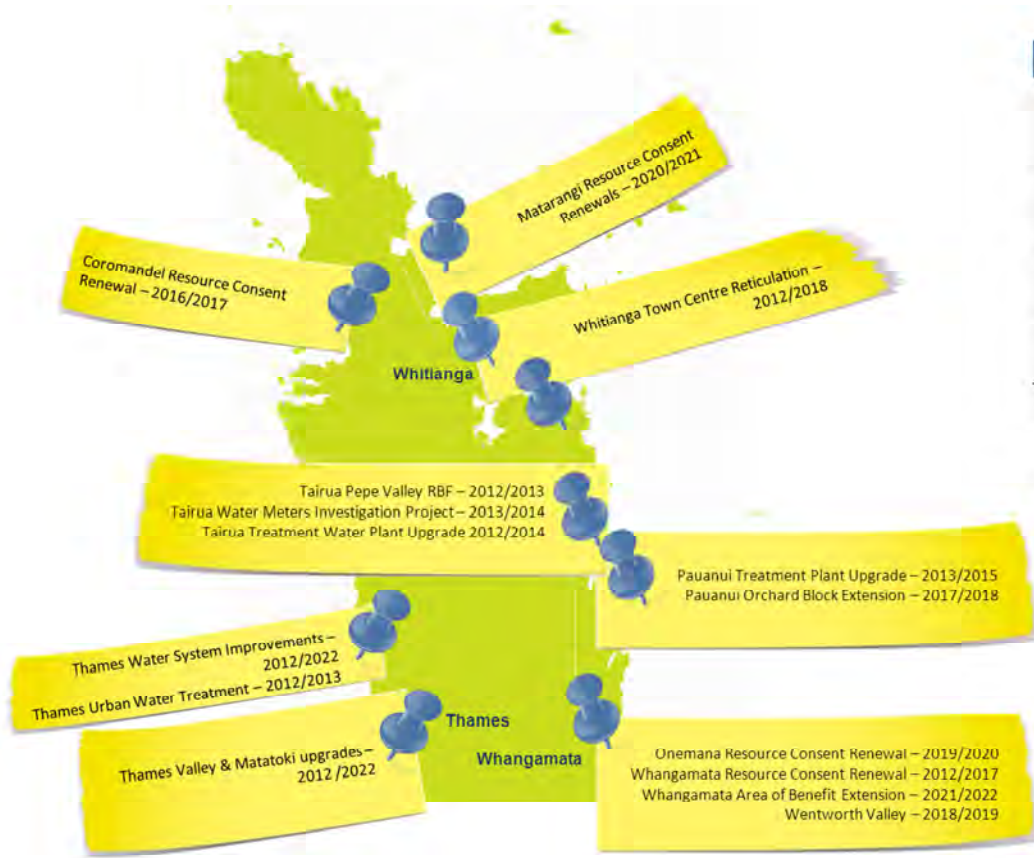 Matarangi Resource Consent
Renewals – 2020/2021
Coromandel Resource Consent
Renewal – 2016/2017
Whitianga Town Centre Reticulation –
2012/2018
Whitianga
Tairua Pepe Valley RBF – 2012/2013
Tairua Water Meters Investigation Project – 2013/2014
Tairua Treatment Water Plant Upgrade 2012/2014
Pauanui Treatment Plant Upgrade – 2013/2015
Pauanui Orchard Block Extension – 2017/2018
Thames Water System Improvements –
2012/2022
Thames Urban Water Treatment – 2012/2013
Thames
Thames Valley & Matatoki upgrades–
2012 /2022
Whangamata
Onemana Resource Consent Renewal – 2019/2020
Whangamata Resource Consent Renewal – 2012/2017
Whangamata Area of Benefit Extension – 2021/2022
Wentworth Valley – 2018/2019